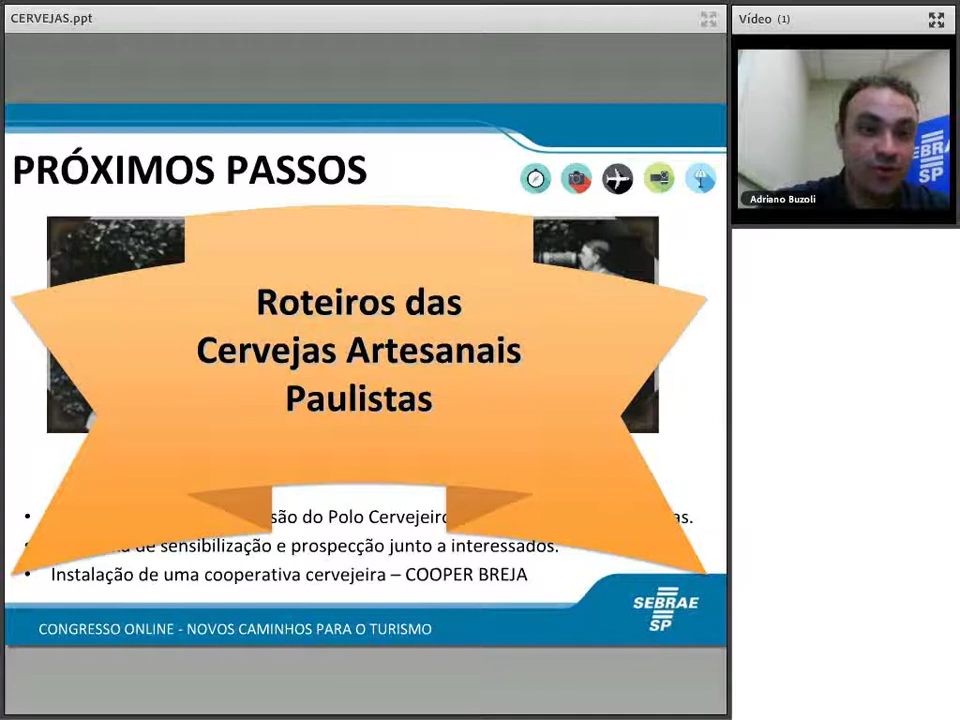 CERVEJAS.ppt
Vídeo (1)
PRÓXIMOS PASSOS
EBRA
SP
Adriano Buzoli
Roteiros das
Cervejas Artesanais
Paulistas
• são do Polo Cervejeiro as.
de sensibilização e prospecção junto a interessados.
• Instalação de uma cooperativa cervejeira – COOPER BREJA
SEBRAE
SP
CONGRESSO ONLINE - NOVOS CAMINHOS PARA O TURISMO